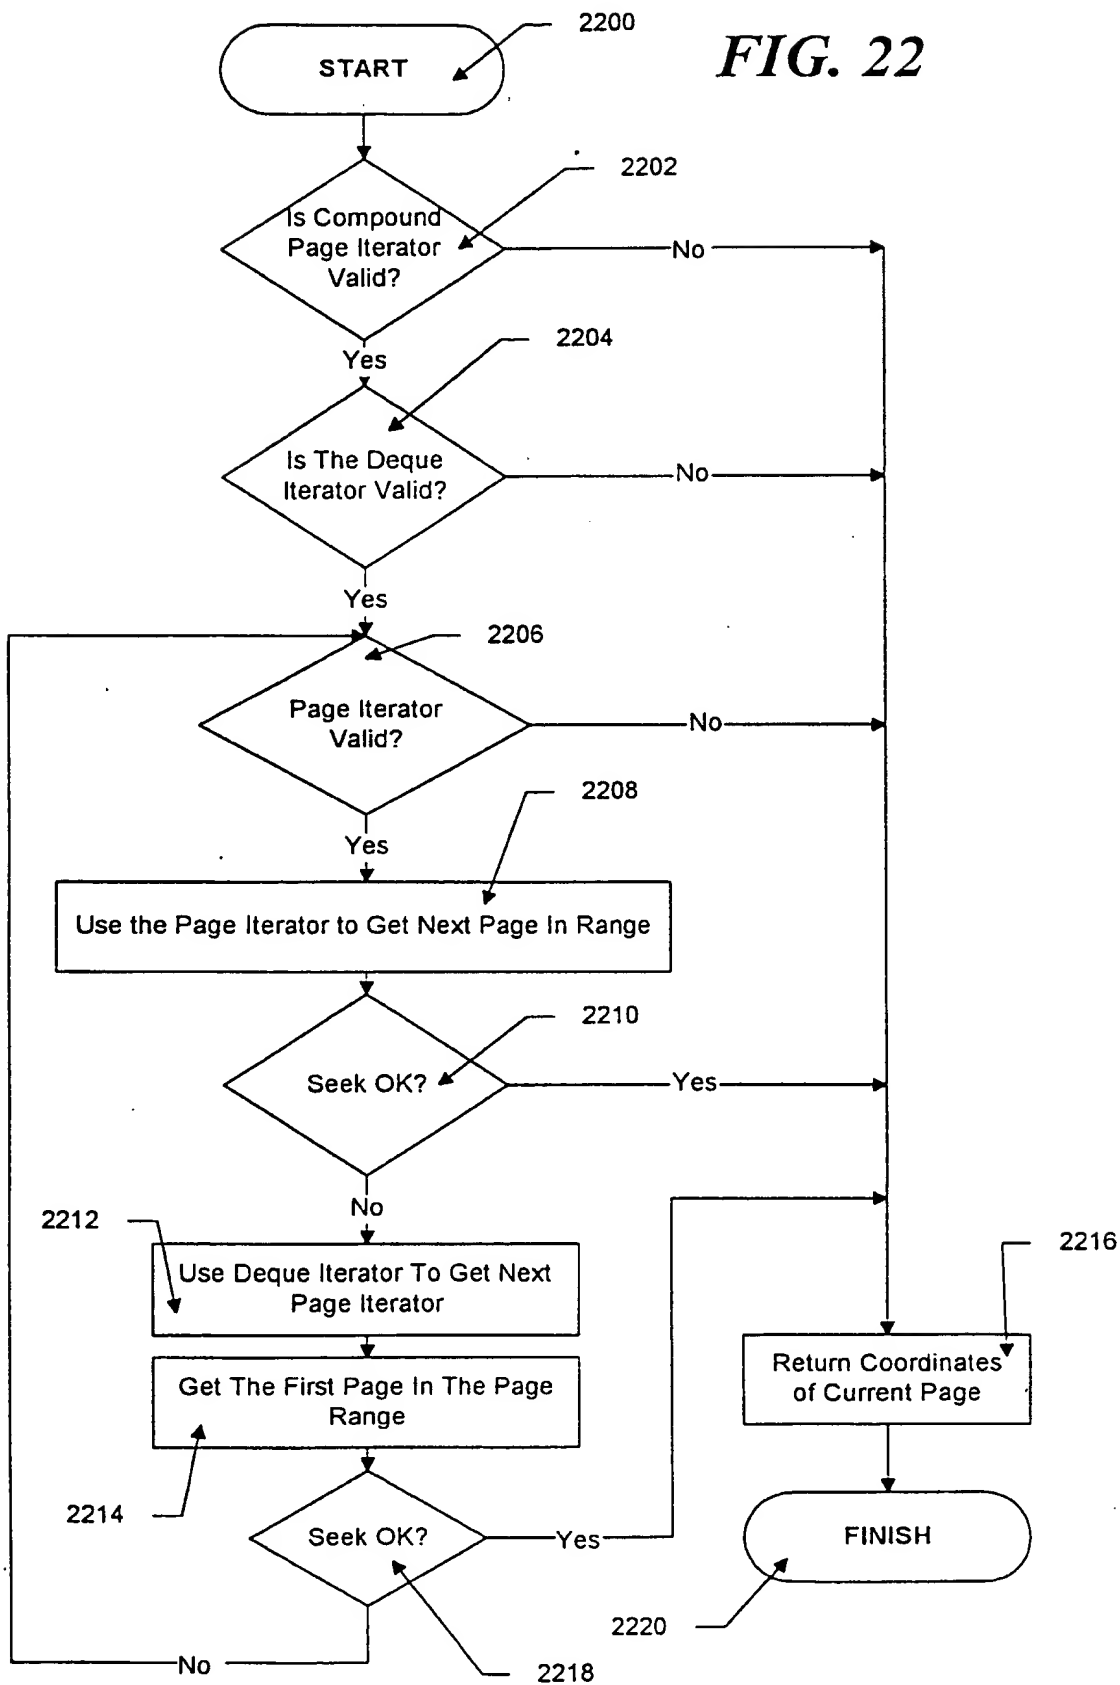 2200
FIG. 22
START
2202
Is Compound
Page Iterator
Valid?
No
Yes
2204
Is The Deque
Iterator Valid?
No
Yes
2206
Page Iterator
Valid?
No
2208
Yes
Use the Page Iterator to Get Next Page In Range
2210
Seek OK?
Yes
No
2212
Use Deque Iterator To Get Next
Page Iterator
2216
Return Coordinates
of Current Page
Get The First Page In The Page
Range
2214
Seek OK?
Yes
FINISH
2220
No
2218